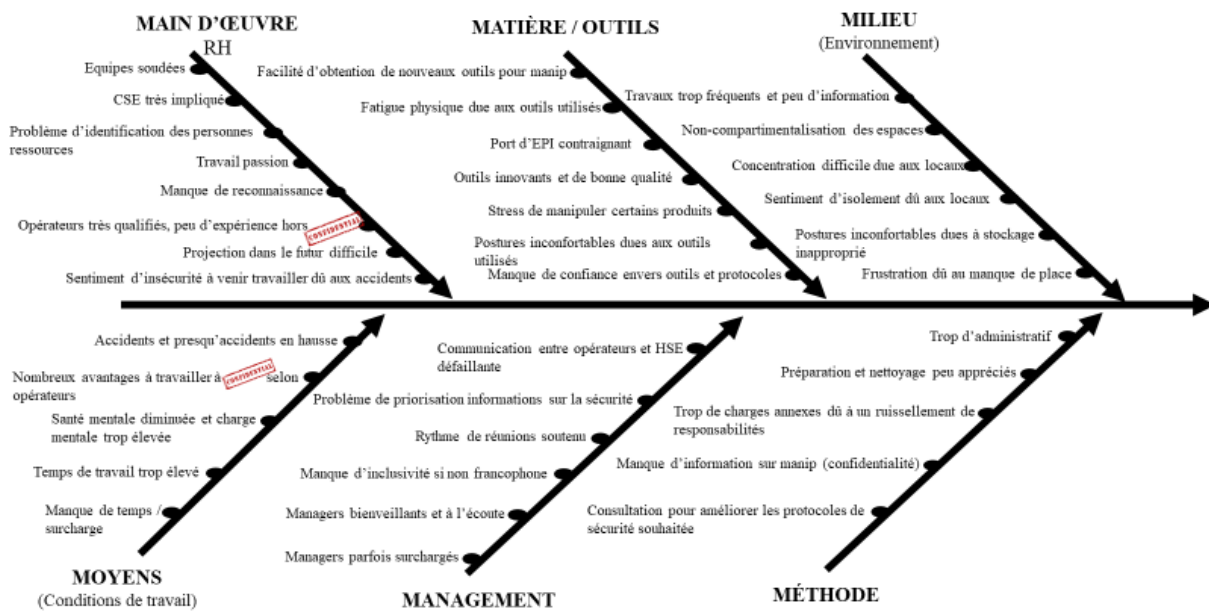 MAIN D’ŒUVRE
RH
Equipes soudées
CSE très impliqué
Problème d’identification des personnes
ressources
Travail passion
Manque de reconnaissance
Opérateurs très qualifiés, peu d’expérience hors CONFIDENTIAL
Projection dans le futur difficile
Sentiment d’insécurité à venir travailler dû aux accidents
MATIÈRE / OUTILS
Facilité d’obtention de nouveaux outils pour manip
Fatigue physique due aux outils utilisés
Port d’EPI contraignant
Outils innovants et de bonne qualité
Stress de manipuler certains produits
Postures inconfortables dues aux outils
utilisés
Manque de confiance envers outils et protocoles
MILIEU
(Environnement)
Travaux trop fréquents et peu d’information
Non-compartimentalisation des espaces
Concentration difficile due aux locaux
Sentiment d’isolement dû aux locaux
Postures inconfortables dues à stockage
inapproprié
Frustration dû au manque de place
Accidents et presqu’accidents en hausse
Nombreux avantages à travailler à CONFIDENTIAL selon
opérateurs
Santé mentale diminuée et charge
mentale trop élevée
Temps de travail trop élevé
Manque de temps /
surcharge
MOYENS
(Conditions de travail)
Communication entre opérateurs et HSE
défaillante
Problème de priorisation informations sur la sécurité
Rythme de réunions soutenu
Manque d’inclusivité si non francophone
Managers bienveillants et à l’écoute
Managers parfois surchargés
MANAGEMENT
Trop d’administratif
Préparation et nettoyage peu appréciés
Trop de charges annexes dû à un ruissellement de
responsabilités
Manque d’information sur manip (confidentialité)
Consultation pour améliorer les protocoles de
sécurité souhaitée
MÉTHODE